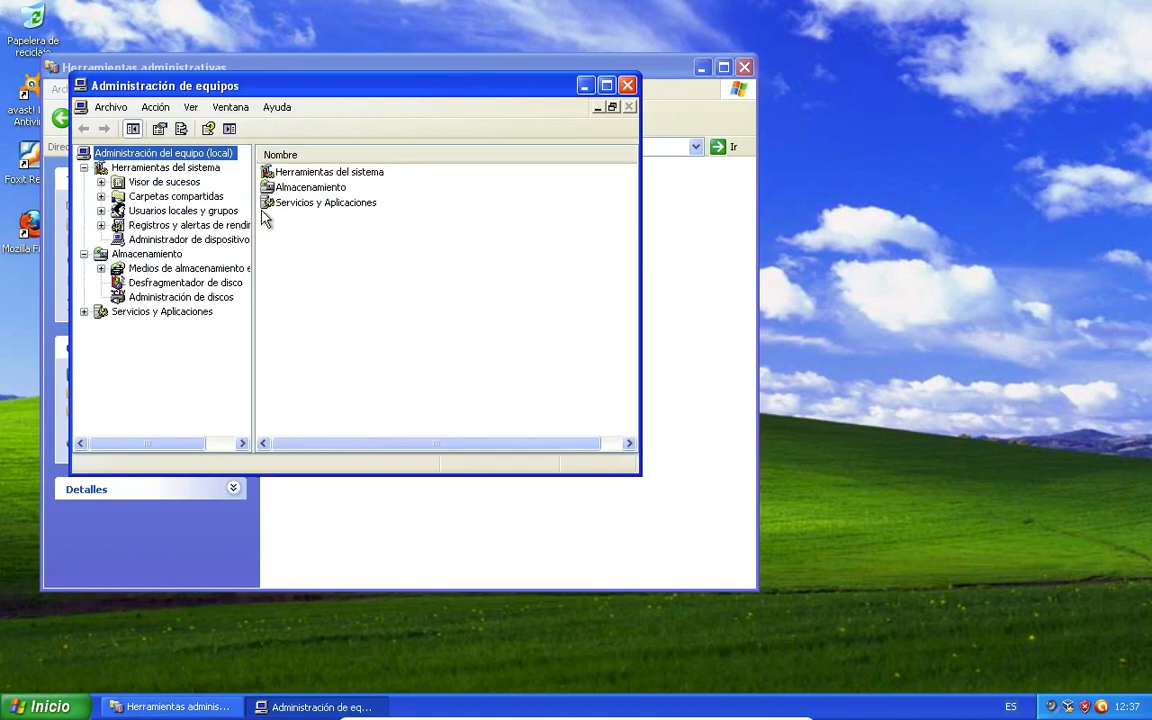 Papelera de
reciclaje
avast!
Antivi
Foxit Re
Mozilla Fi
Herramientas administrativas
Administración de equipos
Archivo Acción Ver Ventana Ayuda
Ir
Administración del equipo (local)
Herramientas del sistema
Visor de sucesos
Carpetas compartidas
Usuarios locales y grupos
Registros y alertas de rendir
Administrador de dispositivo
Almacenamiento
Medios de almacenamiento e
Desfragmentador de disco
Administración de discos
Servicios y Aplicaciones
Nombre
Herramientas del sistema
Almacenamiento
Servicios y Aplicaciones
Detalles
Inicio
Herramientas adminis...
Administración de eq...
ES
12:37